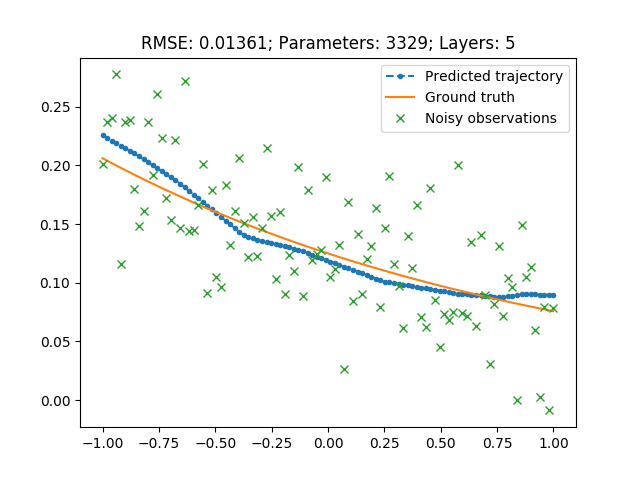 RMSE: 0.01361; Parameters: 3329; Layers: 5
Predicted trajectory
Ground truth
Noisy observations
0.25
0.20
0.15
0.10
0.05
0.00
−1.00 −0.75 −0.50 −0.25 0.00 0.25 0.50 0.75 1.00